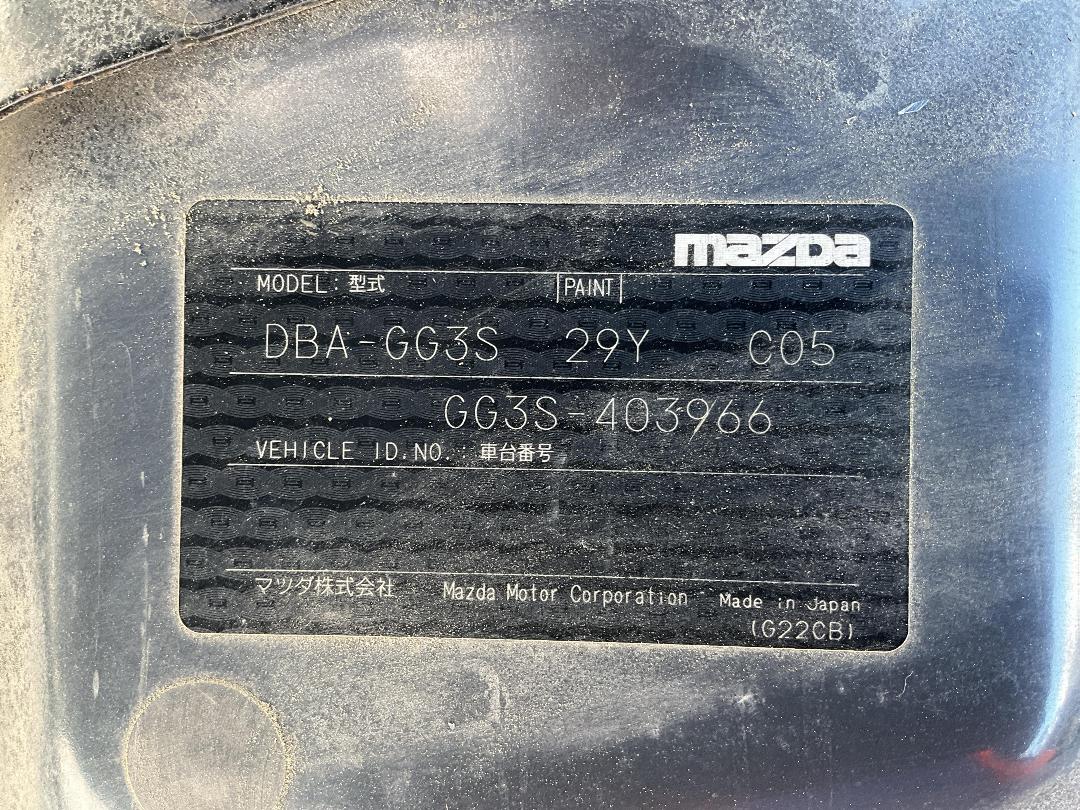 mazda
MODEL: 型式 PAINT
DBA-GG3S 29Y C05
GG3S-403966
VEHICLE ID.NO.: 車台番号
マツダ株式会社 Mazda Motor Corporation Made in Japan
(G22CB)